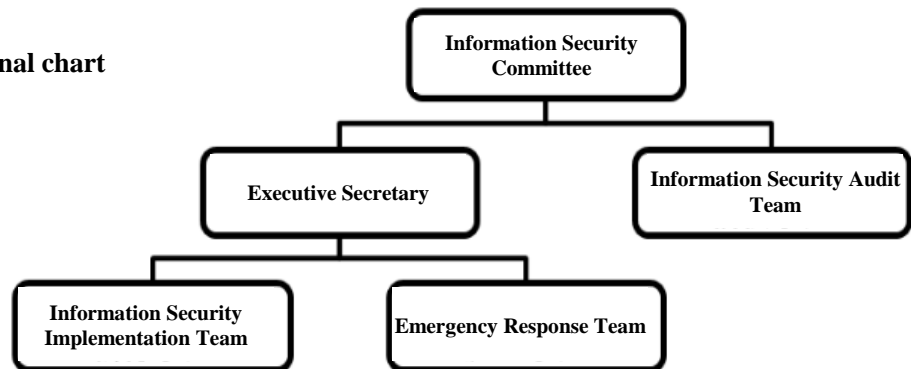 Information Security
Committee
nal chart
Executive Secretary
Information Security Audit
Team
Information Security
Implementation Team
Emergency Response Team